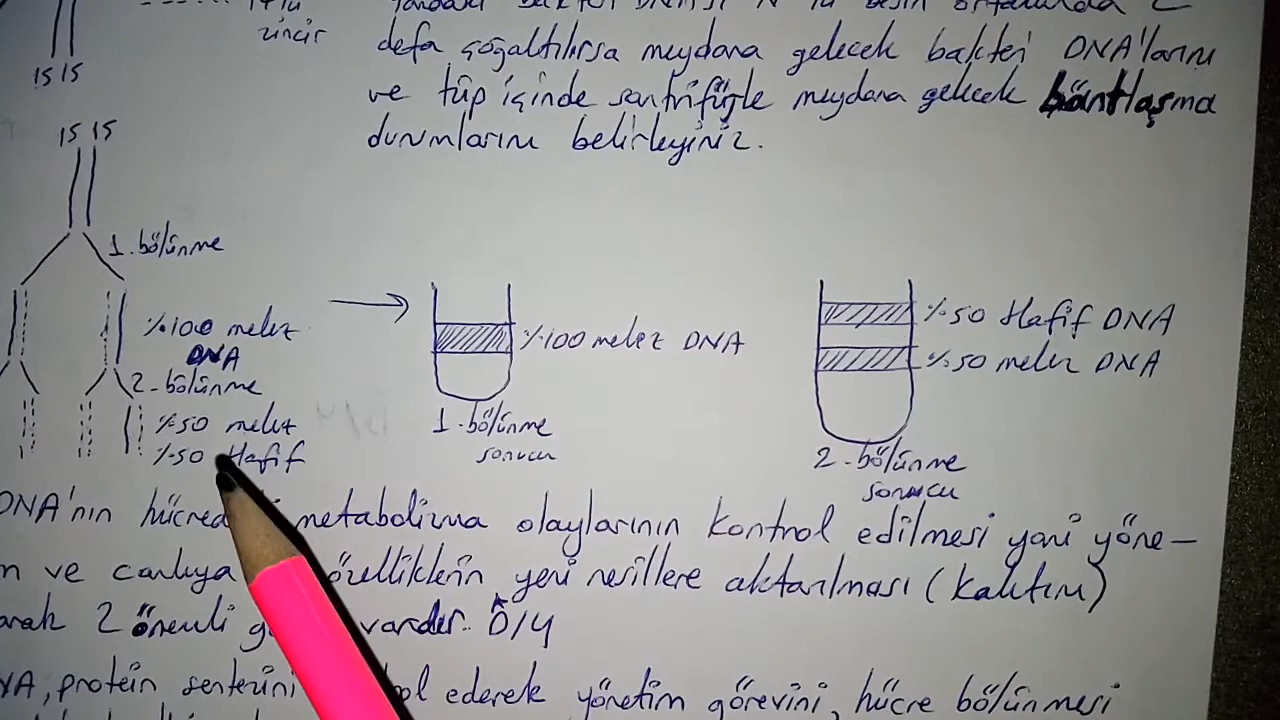 zincir
defa çoğaltılırsa meydana gelecek bakteri DNA'larını
15 15
ve tüp içinde santrifüjle meydana gelecek bantlaşma
durumlarını belirleyiniz.
15 15
1. bölünme
%100 melez
DNA
2-bölünme
%50 melez
%50 Hafif
%100 melez DNA
1-bölünme
sonucu
%50 Hafif DNA
%50 melez DNA
2-bölünme
sonucu
DNA'nın metabolizma olaylarının kontrol edilmesi yani yöne-
ve canlıya özelliklerin yeni nesillere aktarılması (kalıtım)
2 önemli vardır. Ö/Y
protein sentezini ederek yönetim görevini, hücre bölünmesi